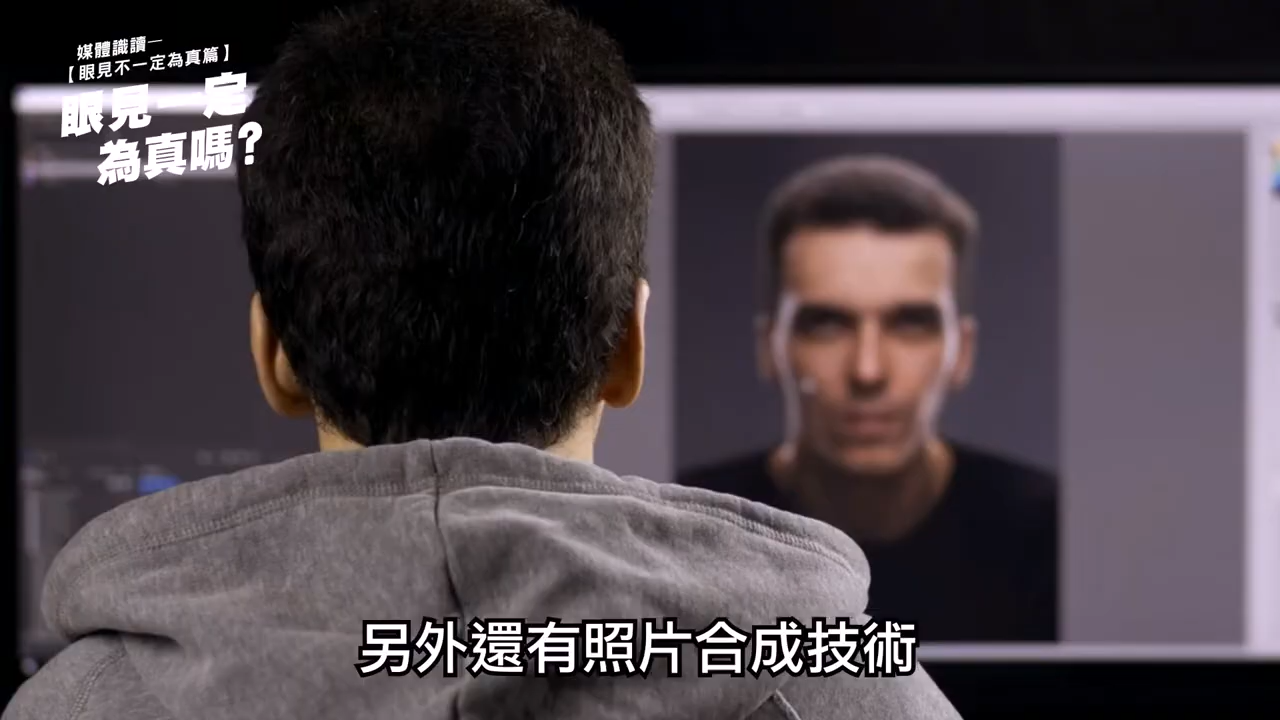 媒體識讀—
【眼見不一定為真篇】
眼見一定
為真嗎?
另外還有照片合成技術